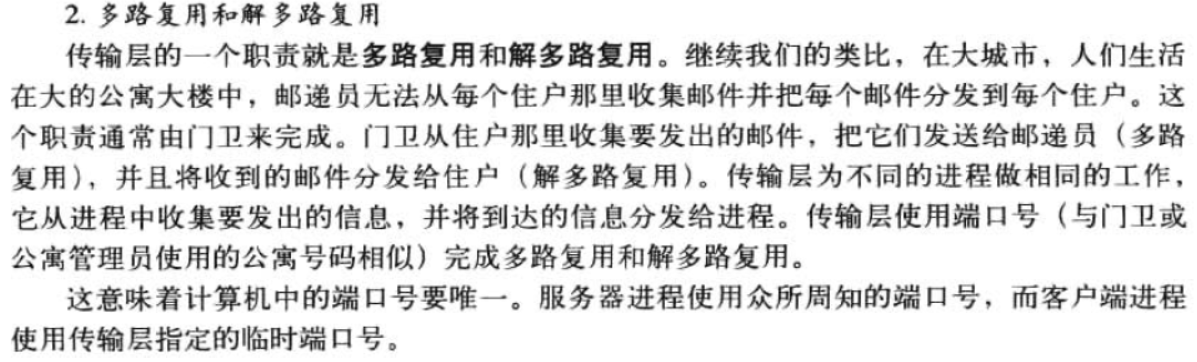 2. 多路复用和解多路复用
传输层的一个职责就是多路复用和解多路复用。继续我们的类比，在大城市，人们生活
在大的公寓大楼中，邮递员无法从每个住户那里收集邮件并把每个邮件分发到每个住户。这
个职责通常由门卫来完成。门卫从住户那里收集要发出的邮件，把它们发送给邮递员（多路
复用），并且将收到的邮件分发给住户（解多路复用）。传输层为不同的进程做相同的工作，
它从进程中收集要发出的信息，并将到达的信息分发给进程。传输层使用端口号（与门卫或
公寓管理员使用的公寓号码相似）完成多路复用和解多路复用。
这意味着计算机中的端口号要唯一。服务器进程使用众所周知的端口号，而客户端进程
使用传输层指定的临时端口号。